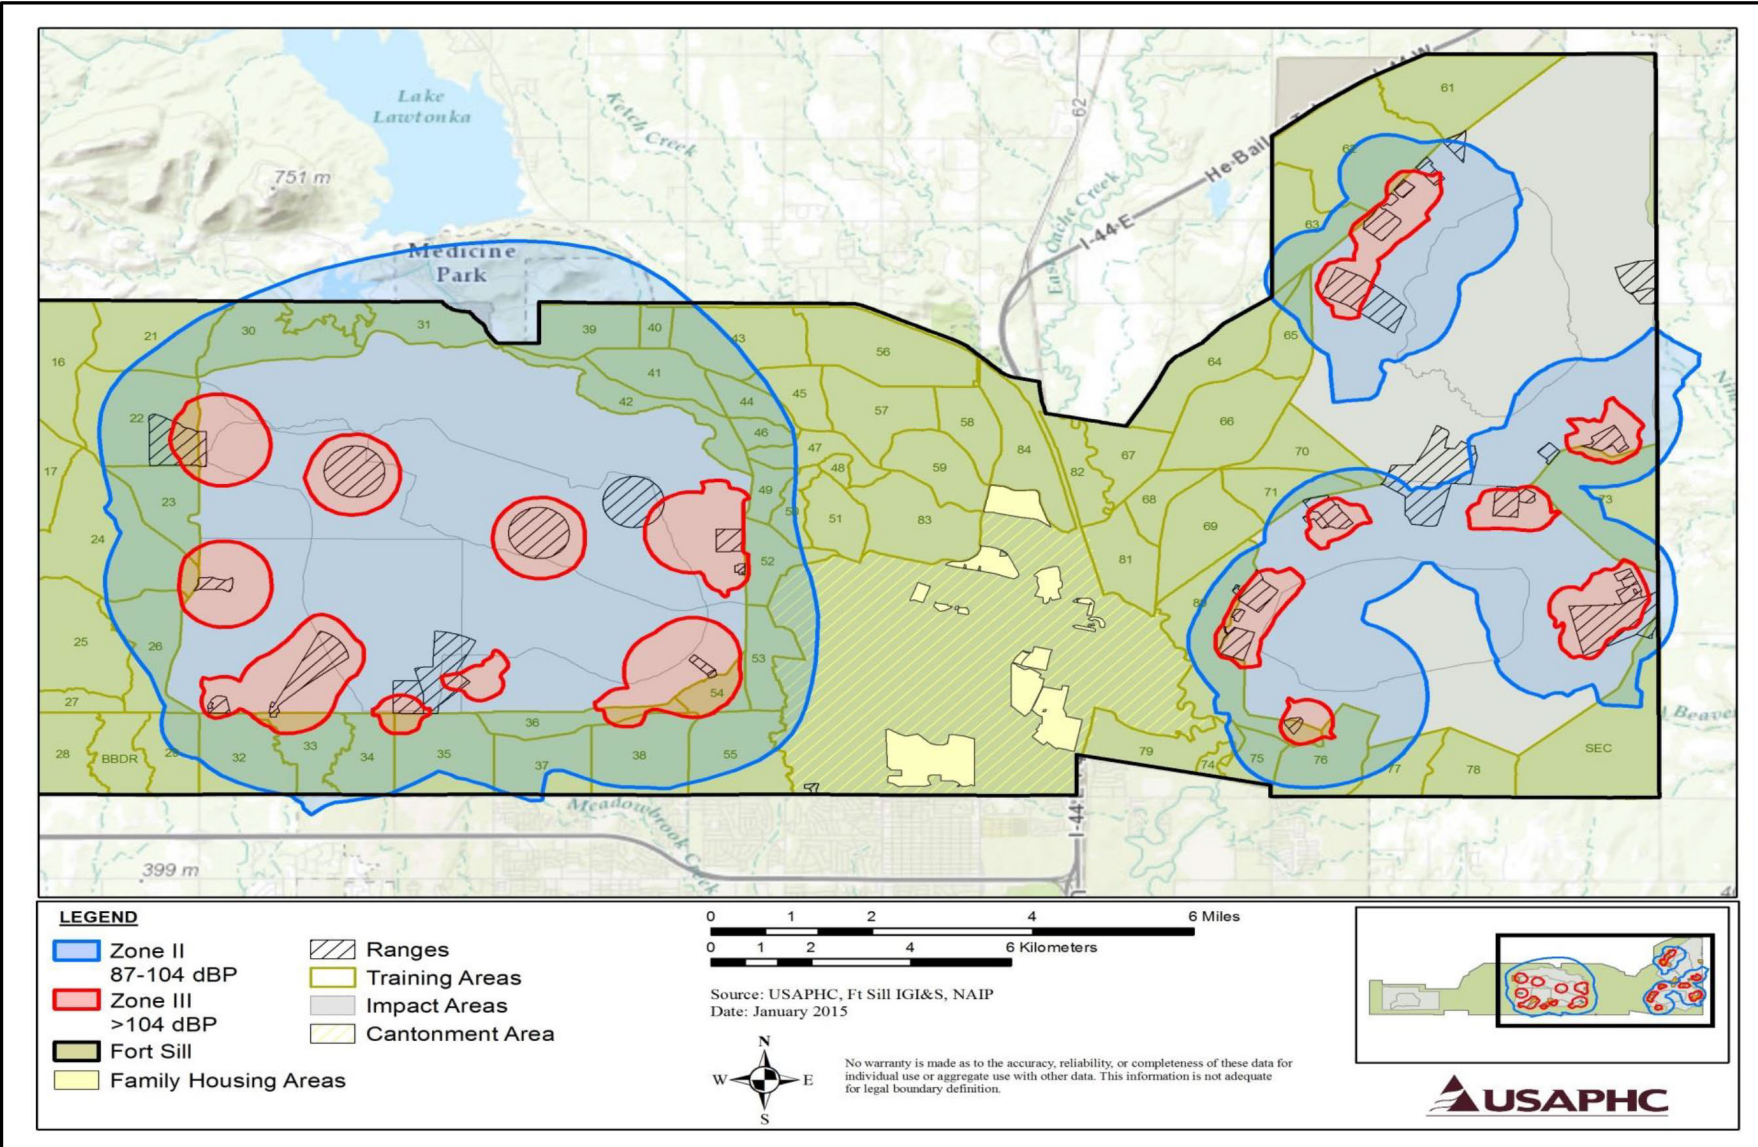 Lake
Lawtonka
Ketch Creek
62
751 m
East Cache Creek
I-44-E
Medicine
Park
61
62
63
21
30
31
39
40
43
56
65
64
16
41
42
44
45
57
58
66
22
46
47
48
59
84
82
67
70
17
23
49
50
51
83
68
71
69
73
24
52
81
25
26
53
54
27
36
28
BBDR
29
32
33
34
35
37
38
55
79
74
75
76
77
78
SEC
Meadowbrook Creek
I-44-E
399 m
LEGEND
Zone II
87-104 dBP
Zone III
>104 dBP
Fort Sill
Family Housing Areas
Ranges
Training Areas
Impact Areas
Cantonment Area
0 1 2 4 6 Miles
0 1 2 4 6 Kilometers
Source: USAPHC, Ft Sill IGI&S, NAIP
Date: January 2015
N
W E
S
No warranty is made as to the accuracy, reliability, or completeness of these data for
individual use or aggregate use with other data. This information is not adequate
for legal boundary definition.
USAPHC